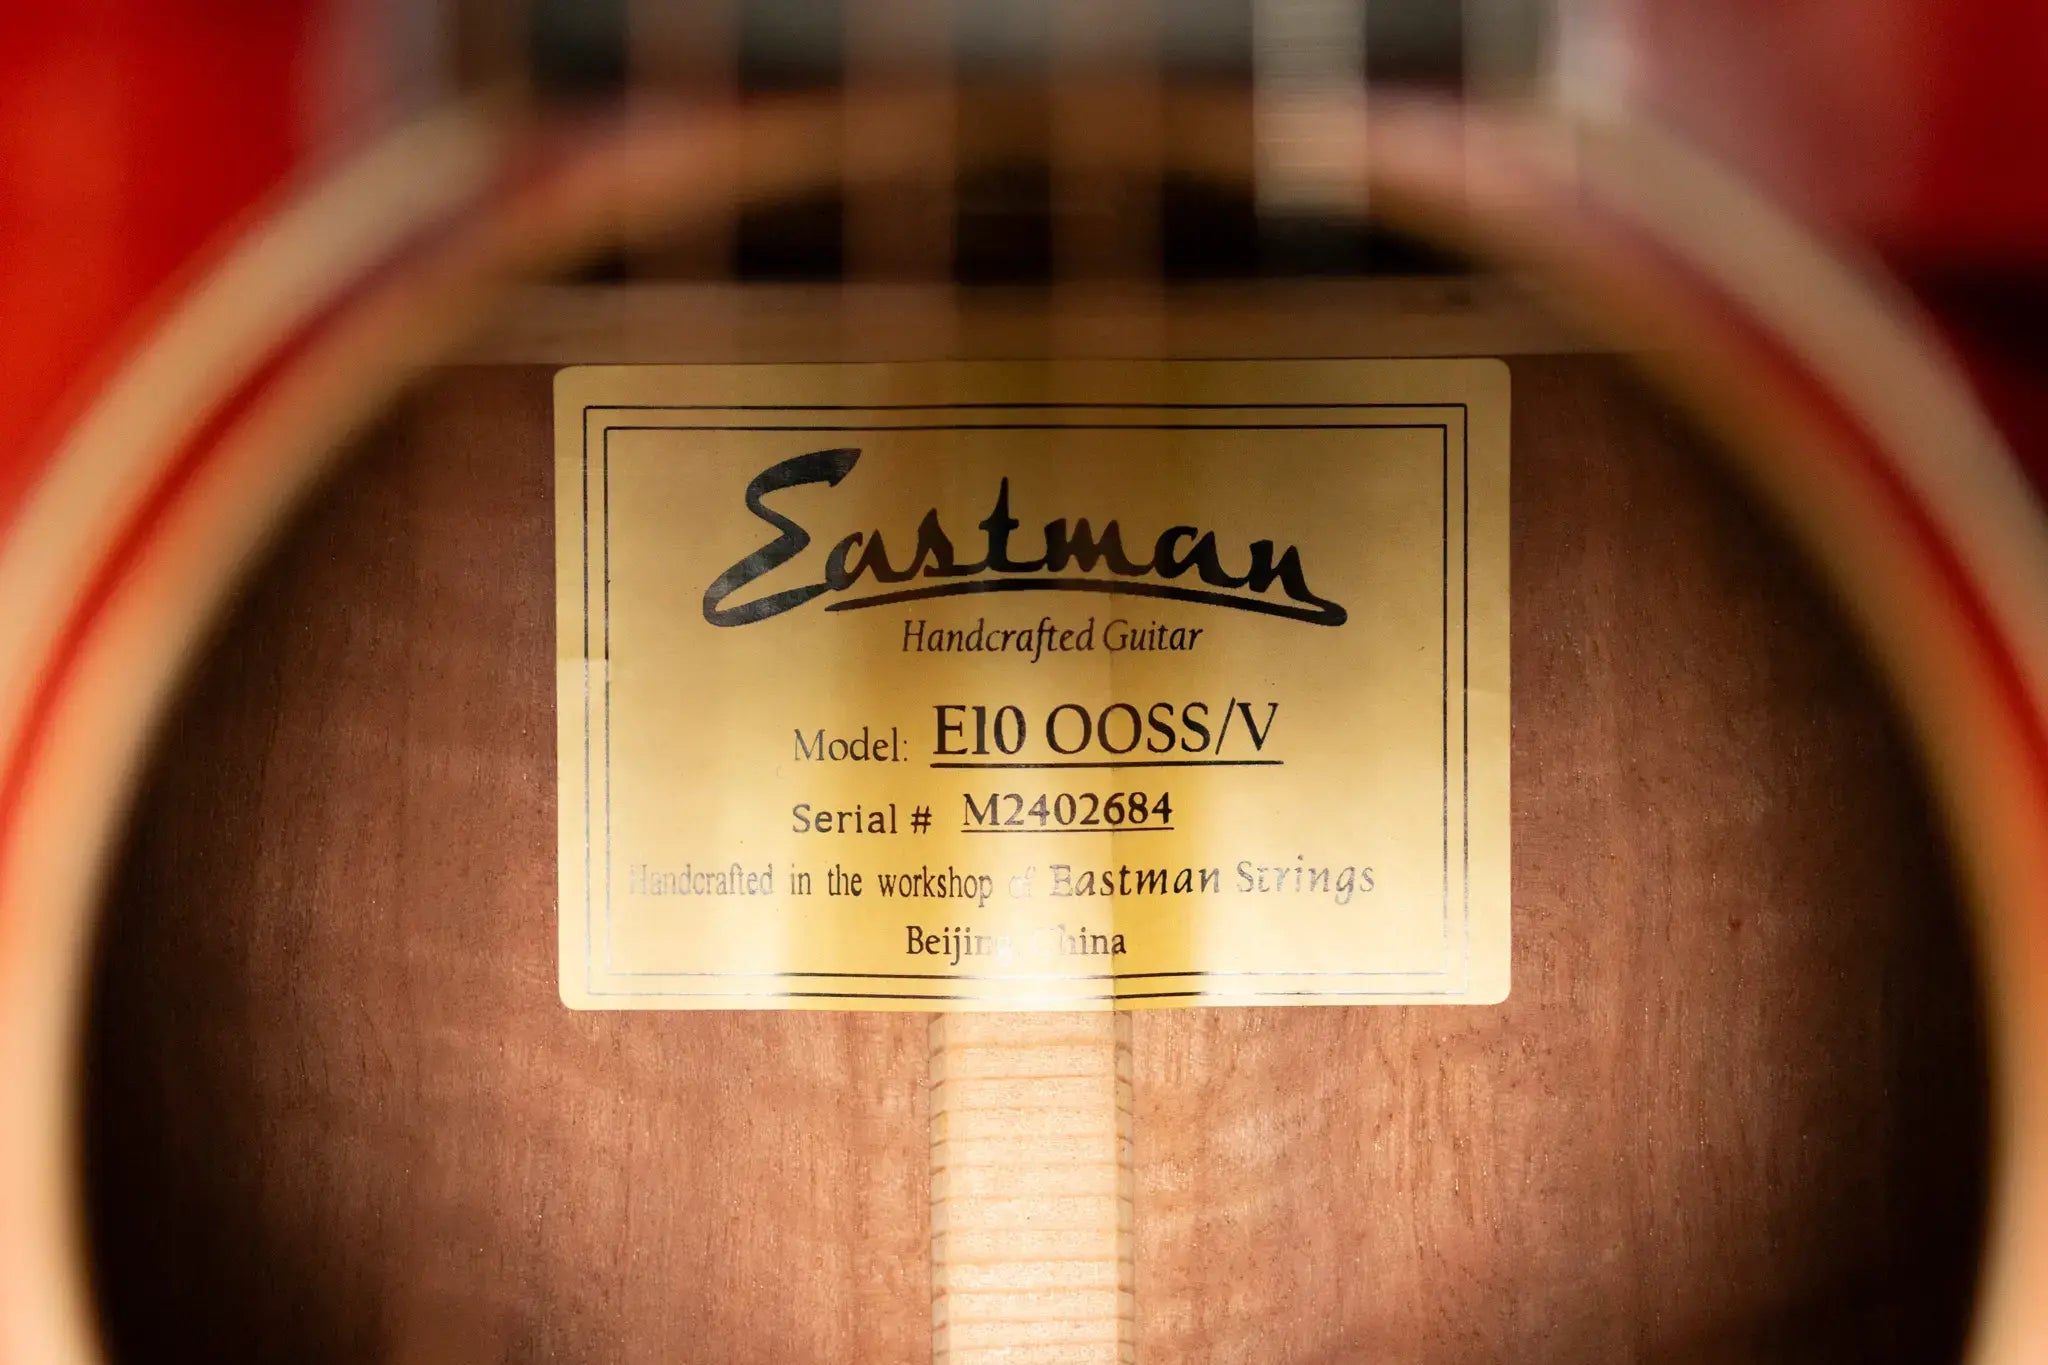 Eastman
Handcrafted Guitar
Model: E10 OOSS/V
Serial # M2402684
Handcrafted in the workshop of Eastman Strings
Beijing, China